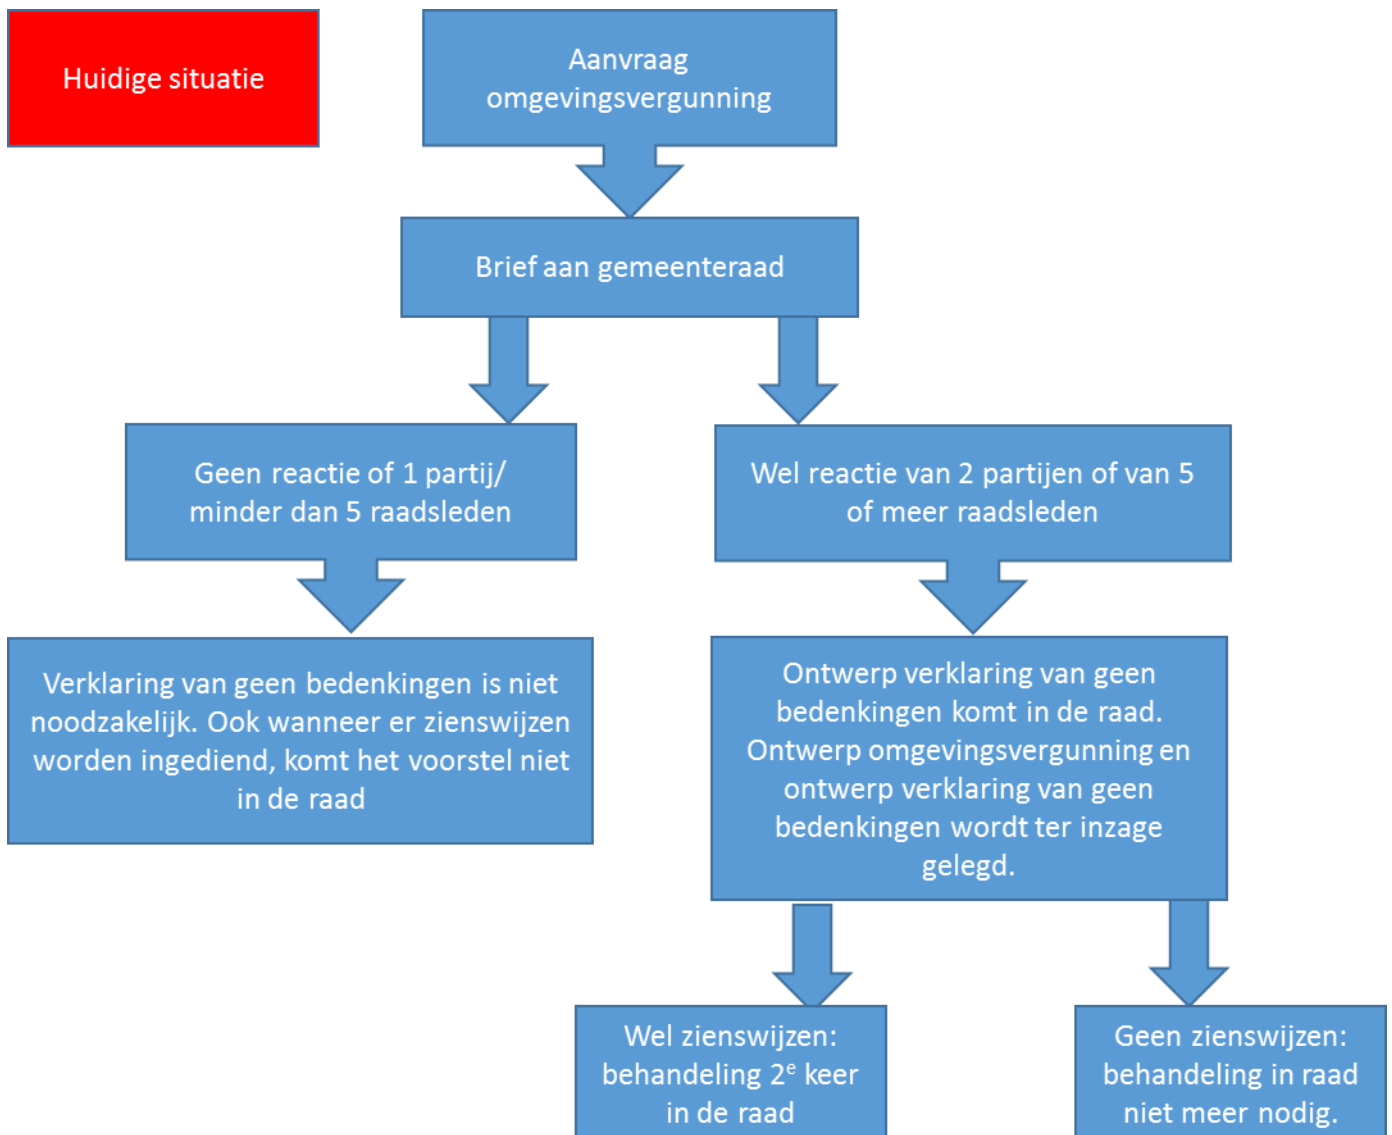 Huidige situatie
Aanvraag
omgevingsvergunning
Brief aan gemeenteraad
Geen reactie of 1 partij/
minder dan 5 raadsleden
Wel reactie van 2 partijen of van 5
of meer raadsleden
Verklaring van geen bedenkingen is niet
noodzakelijk. Ook wanneer er zienswijzen
worden ingediend, komt het voorstel niet
in de raad
Ontwerp verklaring van geen
bedenkingen komt in de raad.
Ontwerp omgevingsvergunning en
ontwerp verklaring van geen
bedenkingen wordt ter inzage
gelegd.
Wel zienswijzen:
behandeling 2e keer
in de raad
Geen zienswijzen:
behandeling in raad
niet meer nodig.